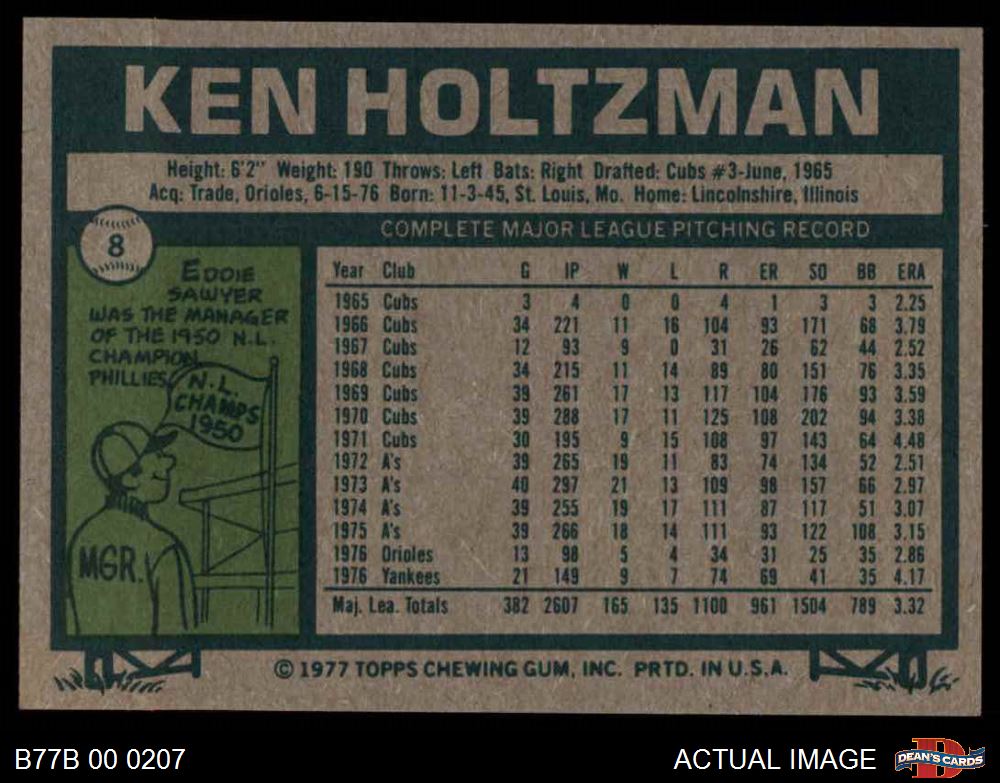 KEN HOLTZMAN
Height: 6'2" Weight: 190 Throws: Left Bats: Right Drafted: Cubs #3-June, 1965
Acq: Trade, Orioles, 6-15-76 Born: 11-3-45, St. Louis, Mo. Home: Lincolnshire, Illinois
8
COMPLETE MAJOR LEAGUE PITCHING RECORD
EDDIE
SAWYER
WAS THE MANAGER
OF THE 1950 N.L.
CHAMPION
PHILLIES
N.L.
CHAMPS
1950
MGR.
Year Club G IP W L R ER SO BB ERA
1965 Cubs 3 4 0 0 4 1 3 3 2.25
1966 Cubs 34 221 11 16 104 93 171 68 3.79
1967 Cubs 12 93 9 0 31 26 62 44 2.52
1968 Cubs 34 215 11 14 89 80 151 76 3.35
1969 Cubs 39 261 17 13 117 104 176 93 3.59
1970 Cubs 39 288 17 11 125 108 202 94 3.38
1971 Cubs 30 195 9 15 108 97 143 64 4.48
1972 A's 39 265 19 11 83 74 134 52 2.51
1973 A's 40 297 21 13 109 98 157 66 2.97
1974 A's 39 255 19 17 111 87 117 51 3.07
1975 A's 39 266 18 14 111 93 122 108 3.15
1976 Orioles 13 98 5 4 34 31 25 35 2.86
1976 Yankees 21 149 9 7 74 69 41 35 4.17
Maj. Lea. Totals 382 2607 165 135 1100 961 1504 789 3.32
© 1977 TOPPS CHEWING GUM, INC. PRTD. IN U.S.A.
B77B 00 0207
ACTUAL IMAGE
D
DEAN'S CARDS